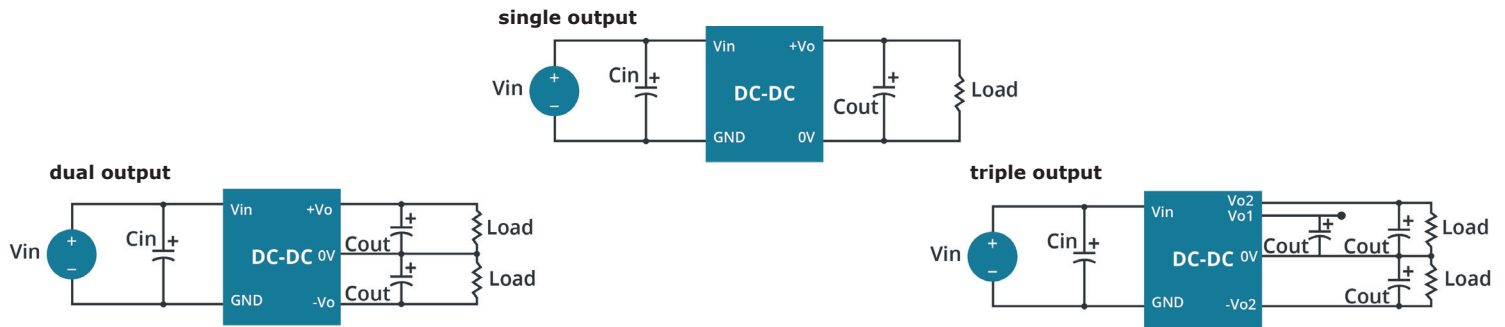 single output
Vin
+
−
Cin
+
Vin
+Vo
DC-DC
GND
0V
+
Cout
Load
dual output
Vin
+
−
Cin
+
Vin
+Vo
DC-DC
0V
GND
-Vo
+
Cout
Load
+
Cout
Load
triple output
Vin
+
−
Cin
+
Vin
Vo2
Vo1
DC-DC
0V
GND
-Vo2
+
Cout
+
Cout
Load
+
Cout
Load